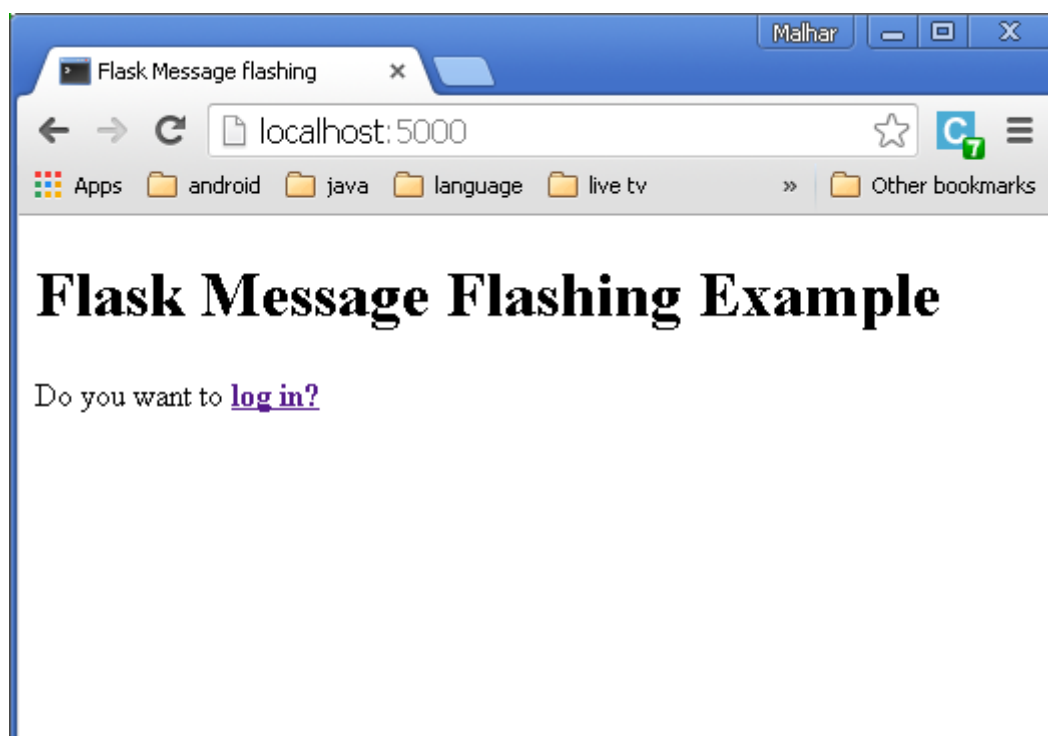 Malhar
Flask Message flashing
localhost:5000
C 7
Apps android java language live tv » Other bookmarks
Flask Message Flashing Example
Do you want to log in?